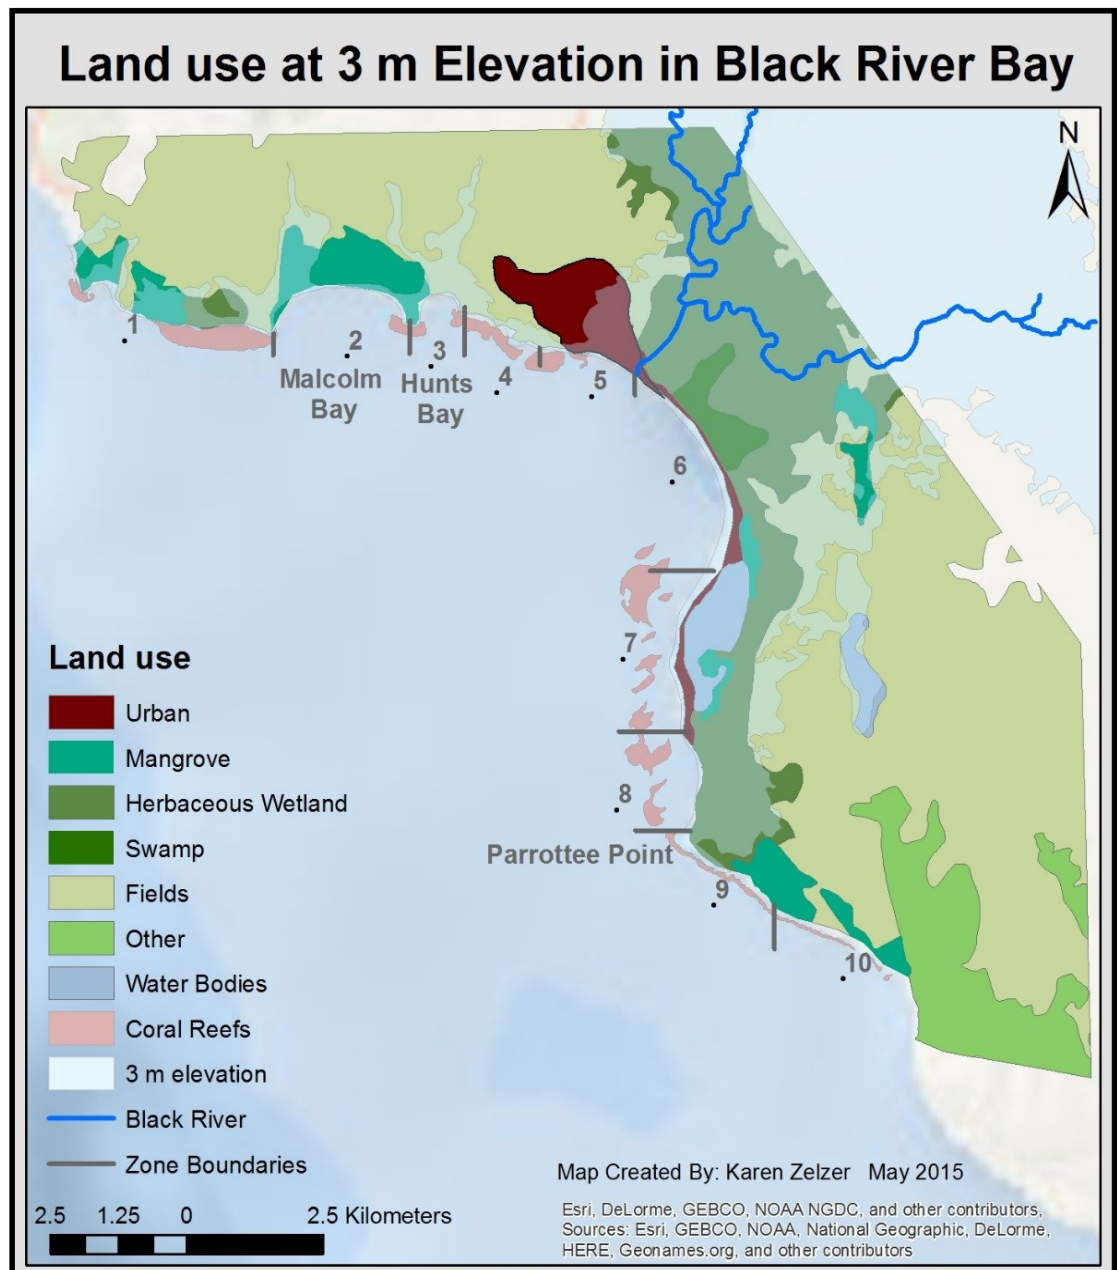 Land use at 3 m Elevation in Black River Bay
N
1
2
3
4
5
Malcolm
Bay
Hunts
Bay
6
7
8
Parrottee Point
9
10
Land use
Urban
Mangrove
Herbaceous Wetland
Swamp
Fields
Other
Water Bodies
Coral Reefs
3 m elevation
Black River
Zone Boundaries
2.5 1.25 0 2.5 Kilometers
Map Created By: Karen Zelzer May 2015
Esri, DeLorme, GEBCO, NOAA NGDC, and other contributors,
Sources: Esri, GEBCO, NOAA, National Geographic, DeLorme,
HERE, Geonames.org, and other contributors